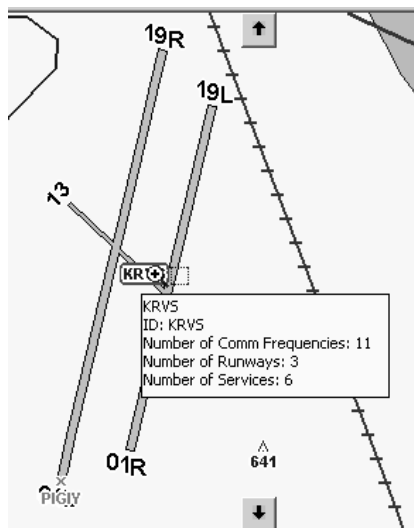 19R
19L
13
KRVS
ID: KRVS
Number of Comm Frequencies: 11
Number of Runways: 3
Number of Services: 6
01R
641
PIGIY